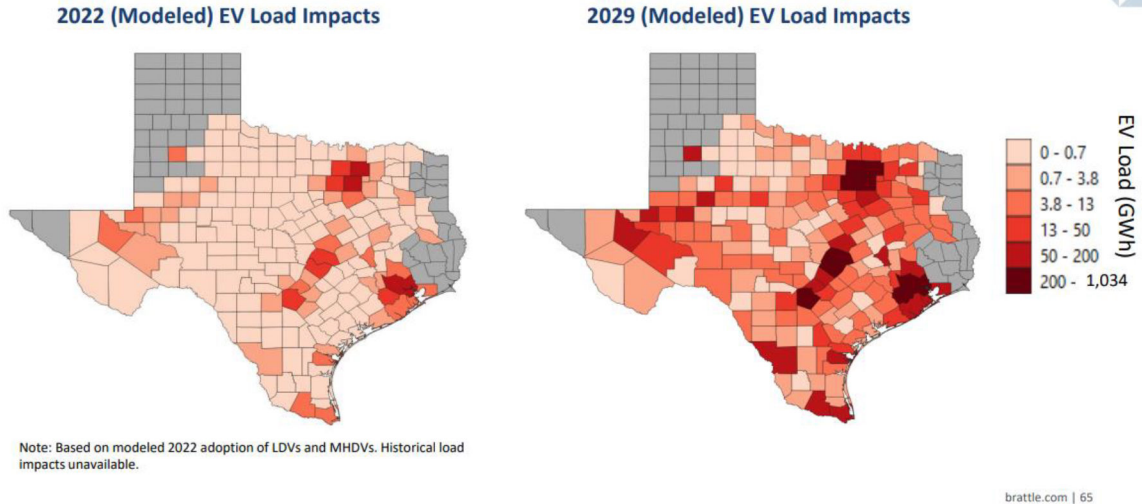 2022 (Modeled) EV Load Impacts
2029 (Modeled) EV Load Impacts
EV Load (GWh)
0 - 0.7
0.7 - 3.8
3.8 - 13
13 - 50
50 - 200
200 - 1,034
Note: Based on modeled 2022 adoption of LDVs and MHDVs. Historical load
impacts unavailable.
brattle.com | 65